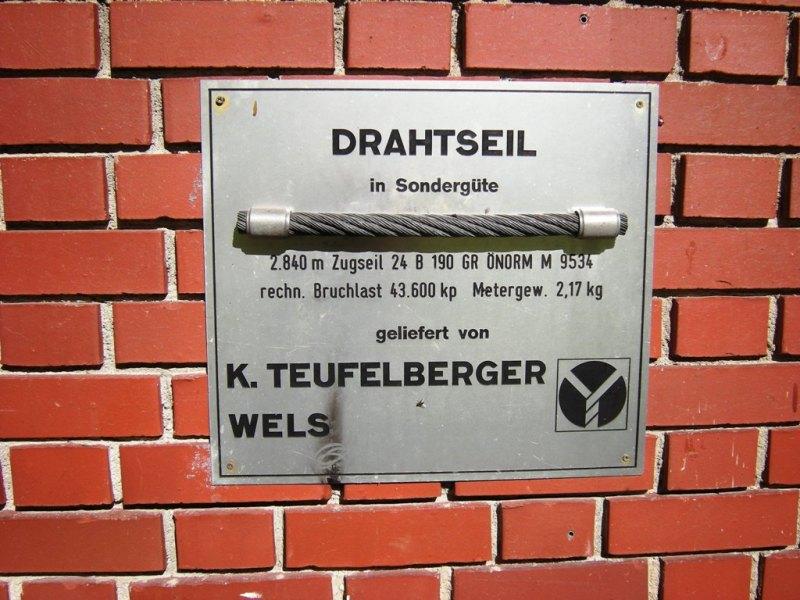 DRAHTSEIL
in Sondergüte
2.840 m Zugseil 24 B 190 GR ÖNORM M 9534
rechn. Bruchlast 43.600 kp Metergew. 2,17 kg
geliefert von
K. TEUFELBERGER
WELS